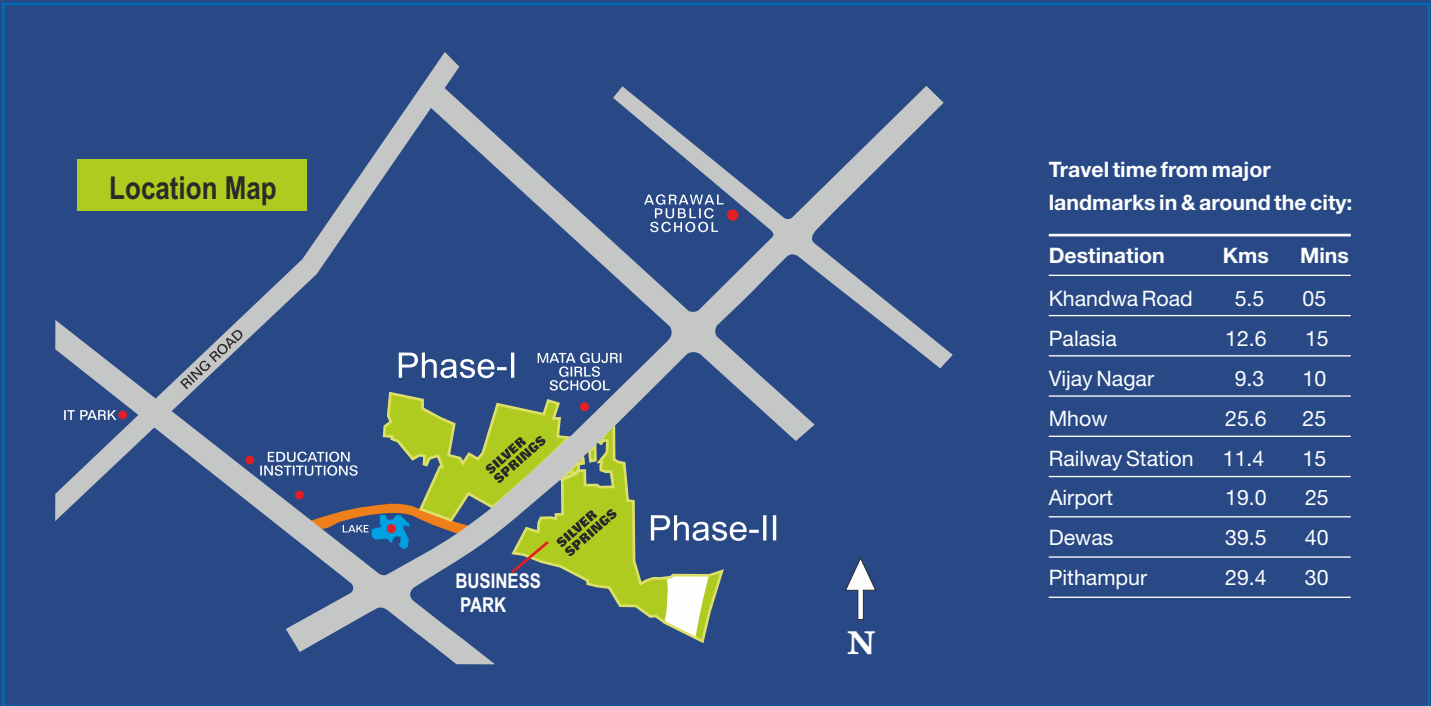 Location Map
AGRAWAL
PUBLIC
SCHOOL
RING ROAD
IT PARK
EDUCATION
INSTITUTIONS
LAKE
Phase-I
MATA GUJRI
GIRLS
SCHOOL
SILVER
SPRINGS
SILVER
SPRINGS
Phase-II
BUSINESS
PARK
N
Travel time from major
landmarks in & around the city:
Destination Kms Mins
Khandwa Road 5.5 05
Palasia 12.6 15
Vijay Nagar 9.3 10
Mhow 25.6 25
Railway Station 11.4 15
Airport 19.0 25
Dewas 39.5 40
Pithampur 29.4 30